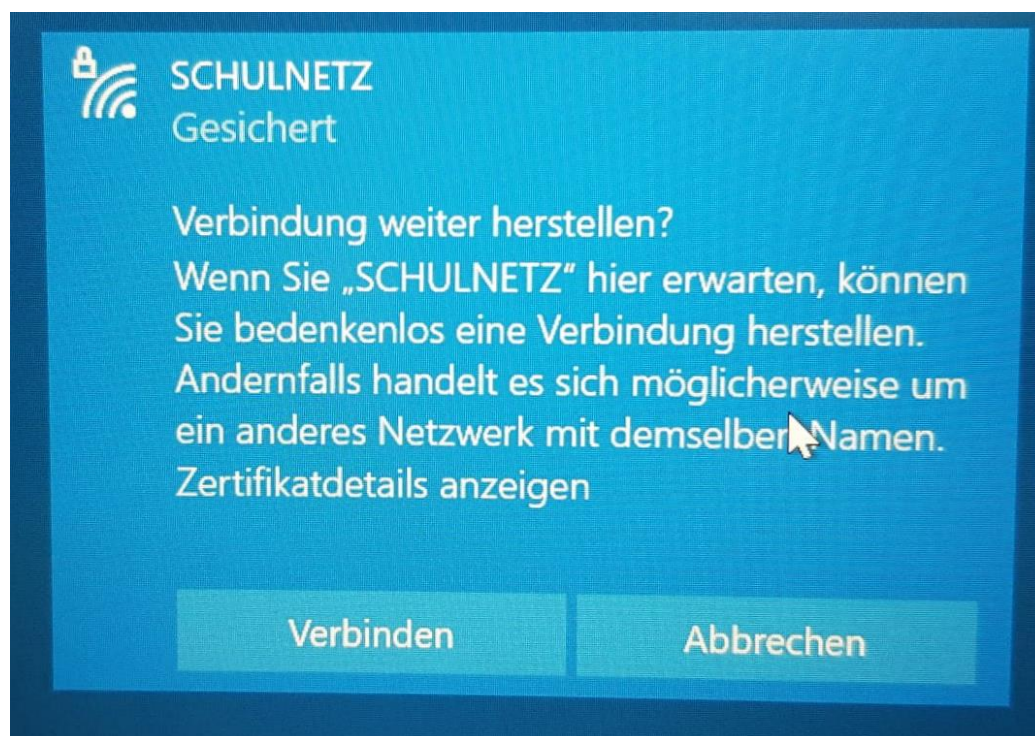 SCHULNETZ
Gesichert
Verbindung weiter herstellen?
Wenn Sie „SCHULNETZ“ hier erwarten, können
Sie bedenkenlos eine Verbindung herstellen.
Andernfalls handelt es sich möglicherweise um
ein anderes Netzwerk mit demselben Namen.
Zertifikatdetails anzeigen
Verbinden
Abbrechen